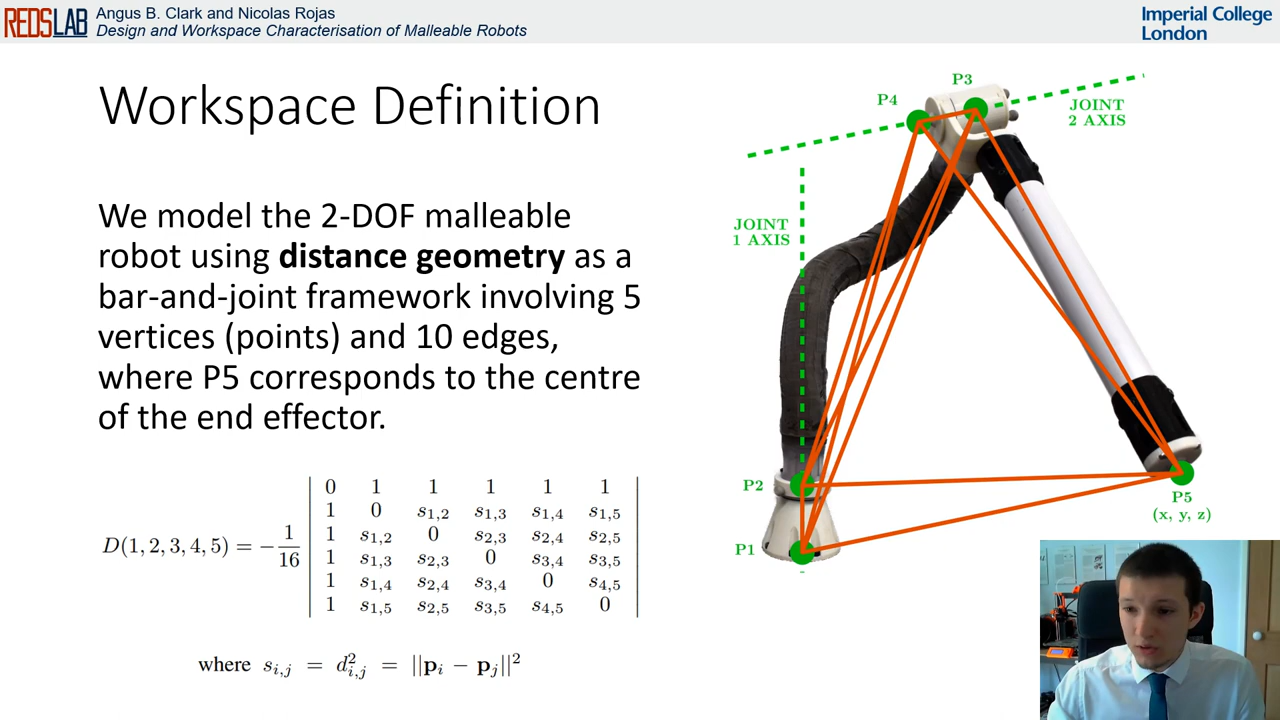 REDSLAB
Angus B. Clark and Nicolas Rojas
Design and Workspace Characterisation of Malleable Robots
Imperial College
London
Workspace Definition
We model the 2-DOF malleable
robot using distance geometry as a
bar-and-joint framework involving 5
vertices (points) and 10 edges,
where P5 corresponds to the centre
of the end effector.
D(1, 2, 3, 4, 5) = −1/16
0 1 1 1 1 1
1 0 s1,2 s1,3 s1,4 s1,5
1 s1,2 0 s2,3 s2,4 s2,5
1 s1,3 s2,3 0 s3,4 s3,5
1 s1,4 s2,4 s3,4 0 s4,5
1 s1,5 s2,5 s3,5 s4,5 0
where s_{i,j} = d²_{i,j} = ||p_i − p_j||²
P3
P4
JOINT
2 AXIS
JOINT
1 AXIS
P2
P5
(x, y, z)
P1